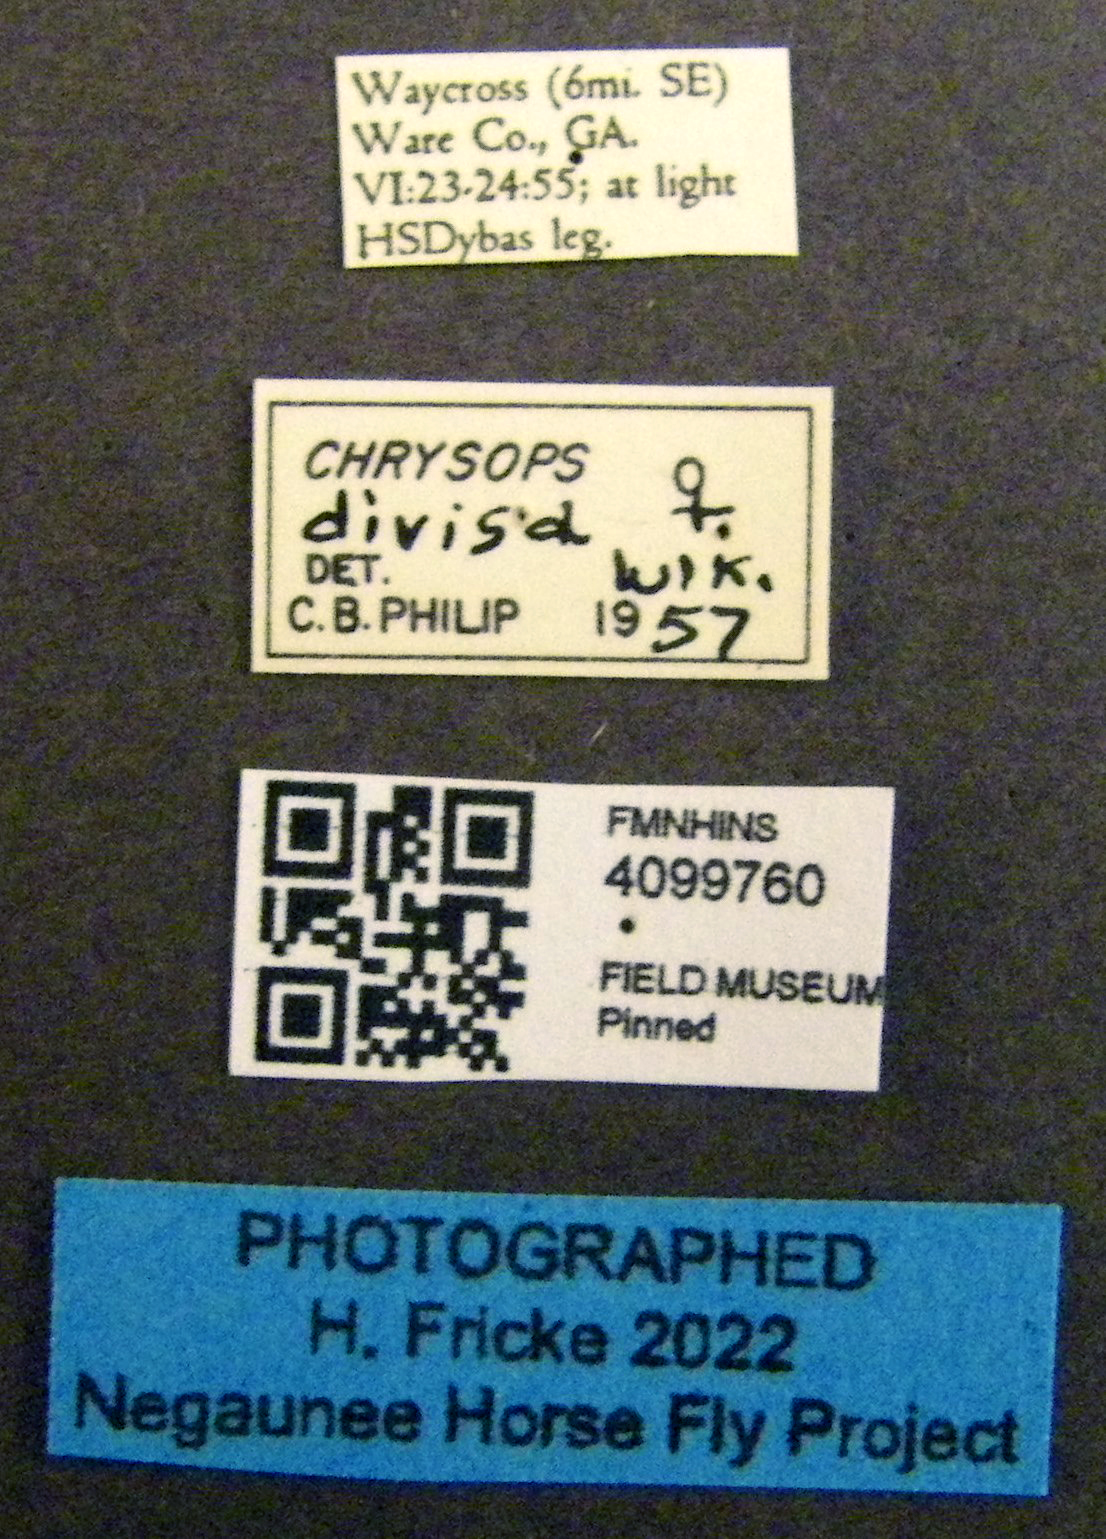 Waycross (6mi. SE)
Ware Co., GA.
VI:23-24:55; at light
HSDybas leg.
CHRYSOPS ♀.
divisa
DET. Wlk.
C.B. PHILIP 1957
FMNHINS
4099760
FIELD MUSEUM
Pinned
PHOTOGRAPHED
H. Fricke 2022
Negaunee Horse Fly Project